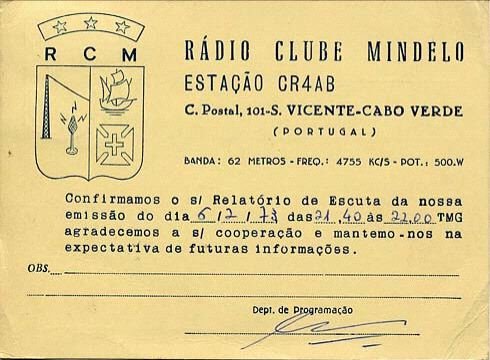 R C M
RÁDIO CLUBE MINDELO
ESTAÇÃO CR4AB
C. Postal, 101-S. VICENTE-CABO VERDE
(PORTUGAL)
BANDA: 62 METROS - FREQ.: 4755 KC/S - POT.: 500.W
Confirmamos o s/ Relatório de Escuta da nossa
emissão do dia 6/2/73 das 21,40 às 22,00 TMG
agradecemos a s/ cooperação e mantemo-nos na
expectativa de futuras informações.
OBS.
Dept. de Programação